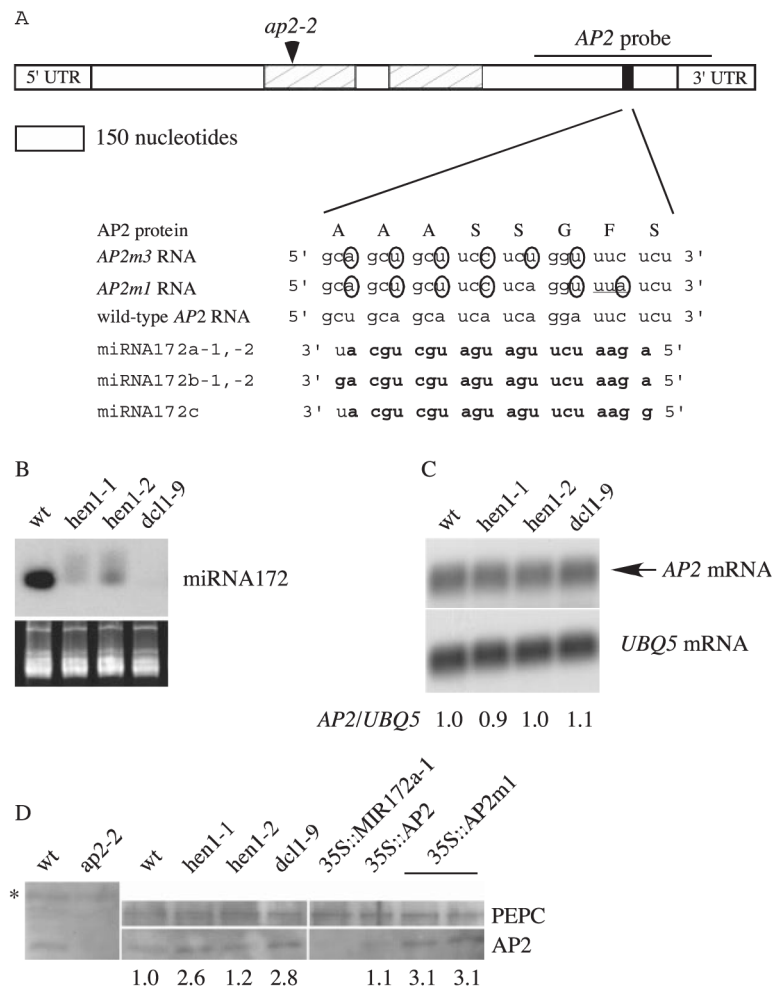 A
ap2-2
AP2 probe
5' UTR
3' UTR
150 nucleotides
AP2 protein A A A S S G F S
AP2m3 RNA 5' gca gcu gcu ucc ucu ggu uuc ucu 3'
AP2m1 RNA 5' gca gcu gcu ucc uca ggu uua ucu 3'
wild-type AP2 RNA 5' gcu gca gca uca uca gga uuc ucu 3'
miRNA172a-1,-2 3' ua cgu cgu agu agu ucu aag a 5'
miRNA172b-1,-2 3' ga cgu cgu agu agu ucu aag a 5'
miRNA172c 3' ua cgu cgu agu agu ucu aag g 5'
B
wt hen1-1 hen1-2 dcl1-9
miRNA172
C
wt hen1-1 hen1-2 dcl1-9
AP2 mRNA
UBQ5 mRNA
AP2/UBQ5 1.0 0.9 1.0 1.1
D
wt ap2-2 wt hen1-1 hen1-2 dcl1-9 35S::MIR172a-1 35S::AP2 35S::AP2m1
*
PEPC
AP2
1.0 2.6 1.2 2.8 1.1 3.1 3.1